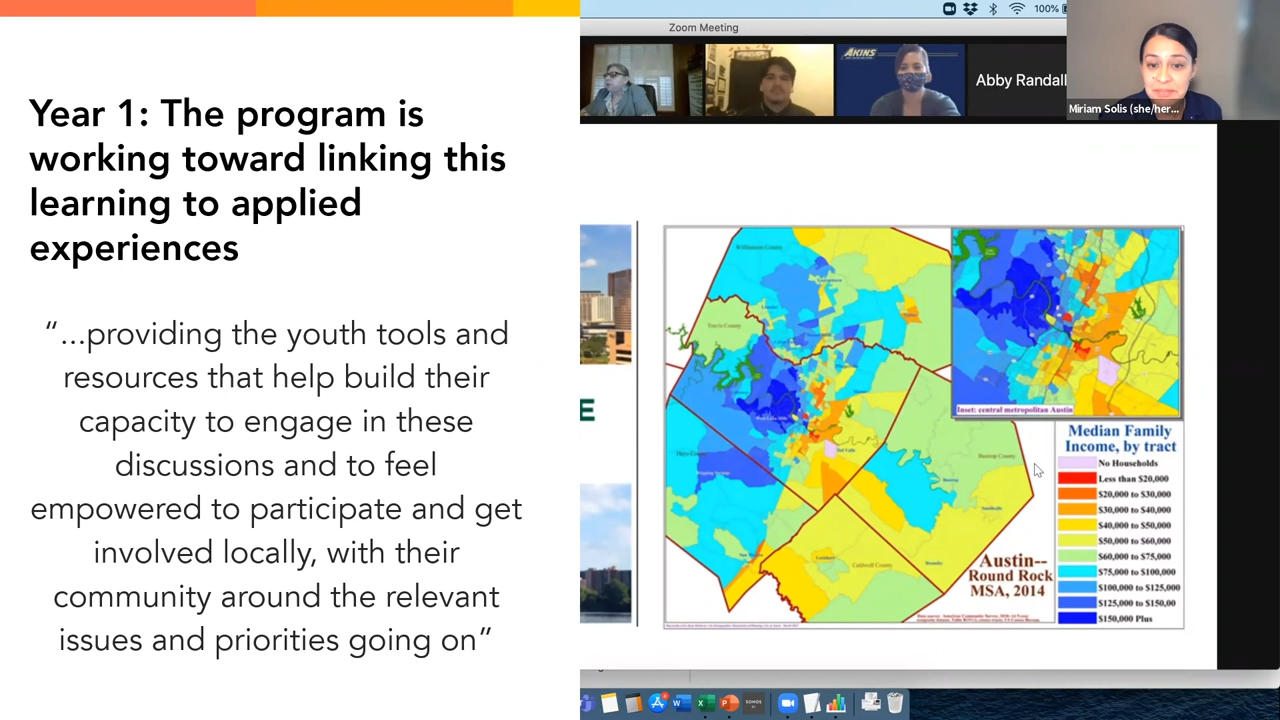 Year 1: The program is
working toward linking this
learning to applied
experiences
“...providing the youth tools and
resources that help build their
capacity to engage in these
discussions and to feel
empowered to participate and get
involved locally, with their
community around the relevant
issues and priorities going on”
100%
Zoom Meeting
AKINS
Abby Randall
Miriam Solis (she/her...
E
Williamson County
Travis County
Hays County
Bastrop County
Caldwell County
Inset: central metropolitan Austin
Median Family
Income, by tract
No Households
Less than $20,000
$20,000 to $30,000
$30,000 to $40,000
$40,000 to $50,000
$50,000 to $60,000
$60,000 to $75,000
$75,000 to $100,000
$100,000 to $125,000
$125,000 to $150,00
$150,000 Plus
Austin--
Round Rock
MSA, 2014
SONOS